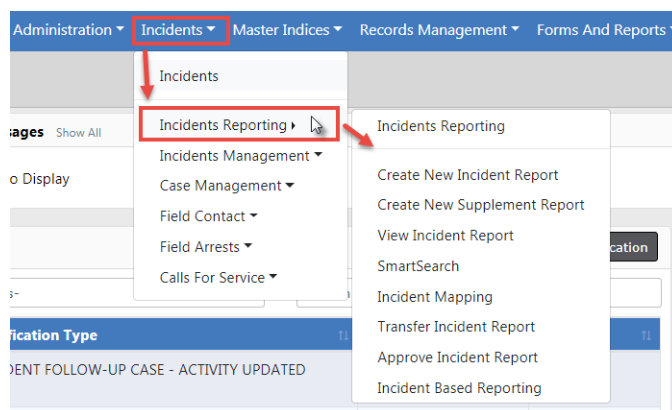 Administration Incidents Master Indices Records Management Forms And Reports
Incidents
sages Show All
Incidents Reporting
Incidents Reporting
Incidents Management
o Display
Create New Incident Report
Case Management
Create New Supplement Report
Field Contact
View Incident Report
Field Arrests
cation
SmartSearch
Calls For Service
s-
Incident Mapping
fication Type
Transfer Incident Report
DENT FOLLOW-UP CASE - ACTIVITY UPDATED
Approve Incident Report
Incident Based Reporting